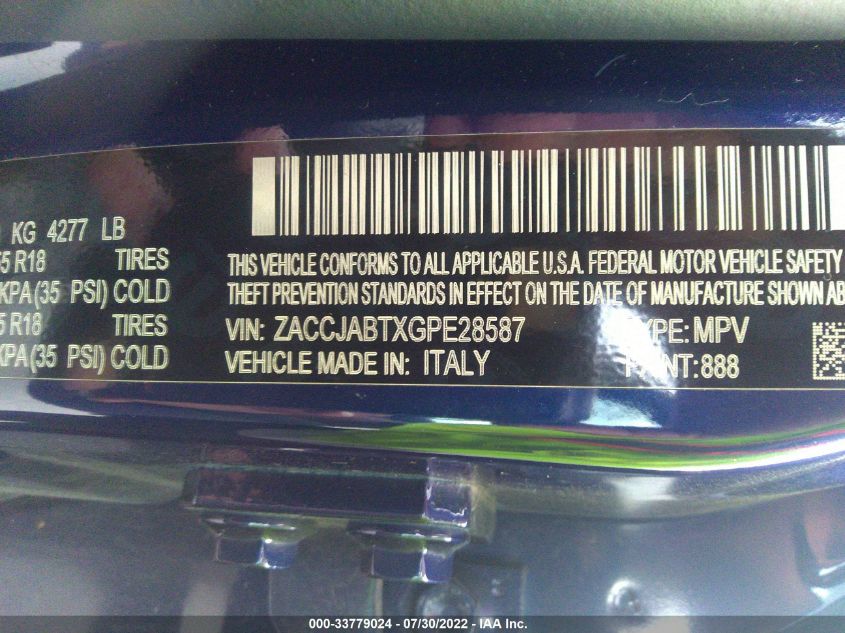 KG 4277 LB
5 R18 TIRES
KPA(35 PSI) COLD
5 R18 TIRES
KPA(35 PSI) COLD
THIS VEHICLE CONFORMS TO ALL APPLICABLE U.S.A. FEDERAL MOTOR VEHICLE SAFETY
THEFT PREVENTION STANDARDS IN EFFECT ON THE DATE OF MANUFACTURE SHOWN AB
VIN: ZACCJABTXGPE28587 TYPE: MPV
VEHICLE MADE IN: ITALY PAINT:888
000-33779024 - 07/30/2022 - IAA Inc.